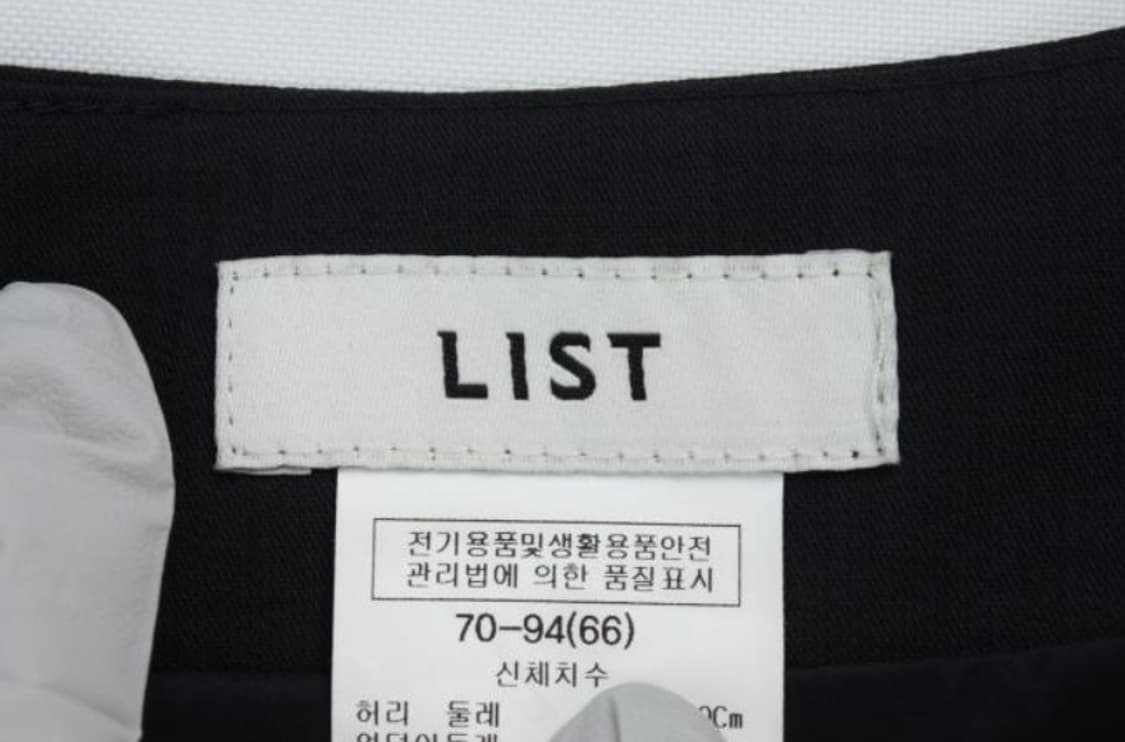 LIST
전기용품및생활용품안전
관리법에 의한 품질표시
70-94(66)
신체치수
허리 둘레